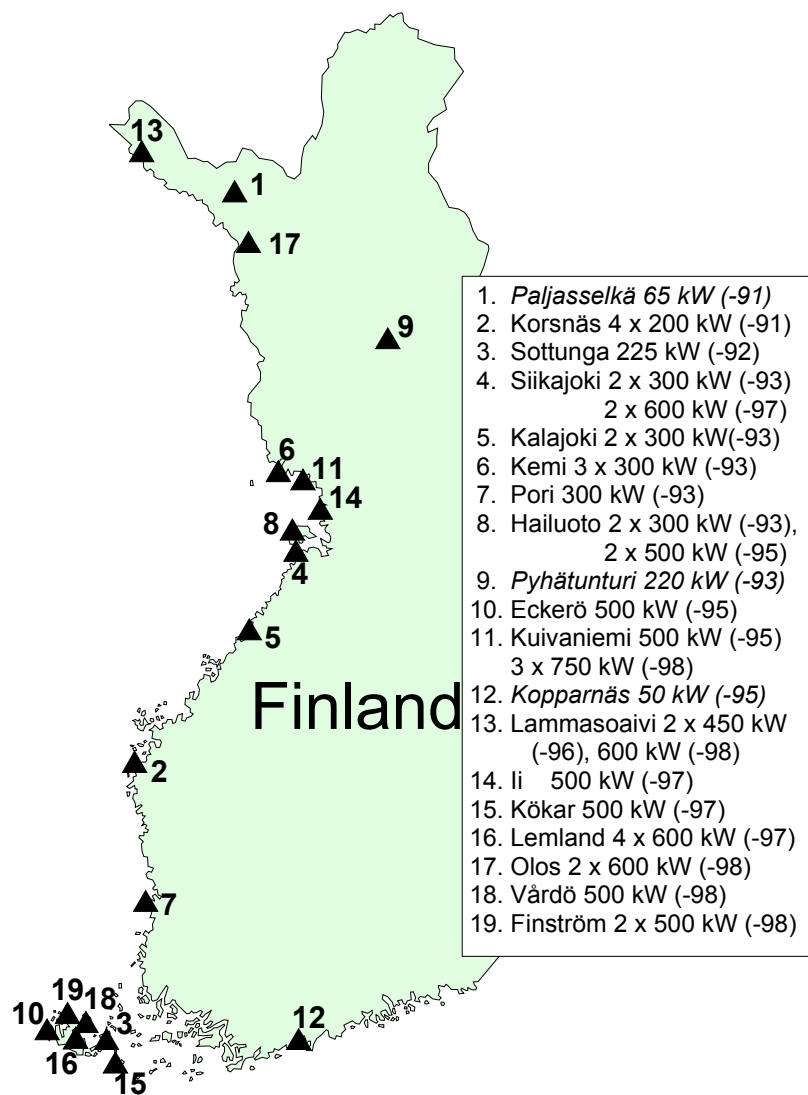 13
1
17
9
6
11
14
8
4
5
Finland
2
7
19
18
10
3
12
16
15
1. Paljasselkä 65 kW (-91)
2. Korsnäs 4 x 200 kW (-91)
3. Sottunga 225 kW (-92)
4. Siikajoki 2 x 300 kW (-93)
2 x 600 kW (-97)
5. Kalajoki 2 x 300 kW(-93)
6. Kemi 3 x 300 kW (-93)
7. Pori 300 kW (-93)
8. Hailuoto 2 x 300 kW (-93),
2 x 500 kW (-95)
9. Pyhätunturi 220 kW (-93)
10. Eckerö 500 kW (-95)
11. Kuivaniemi 500 kW (-95)
3 x 750 kW (-98)
12. Kopparnäs 50 kW (-95)
13. Lammasoaivi 2 x 450 kW
(-96), 600 kW (-98)
14. Ii 500 kW (-97)
15. Kökar 500 kW (-97)
16. Lemland 4 x 600 kW (-97)
17. Olos 2 x 600 kW (-98)
18. Vårdö 500 kW (-98)
19. Finström 2 x 500 kW (-98)